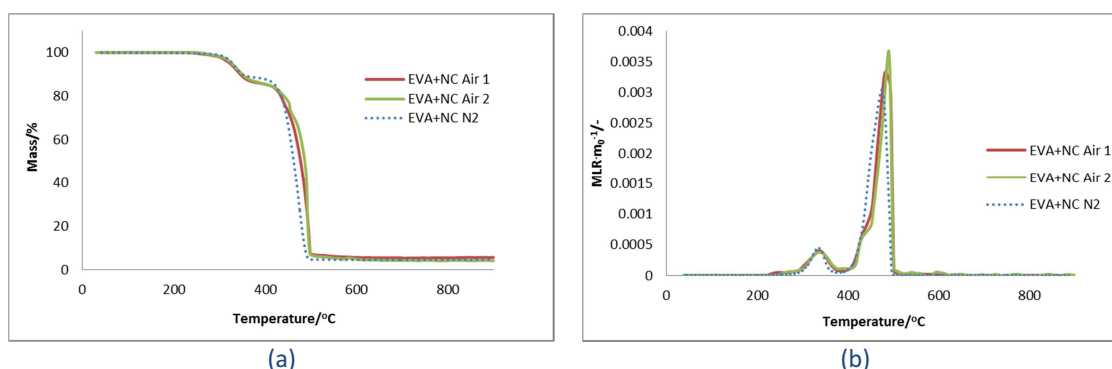 100
80
60
40
20
0
Mass/%
0 200 400 600 800
Temperature/°C
EVA+NC Air 1
EVA+NC Air 2
EVA+NC N2
(a)
0.004
0.0035
0.003
0.0025
0.002
0.0015
0.001
0.0005
0
MLR·m₀⁻¹/-
0 200 400 600 800
Temperature/°C
EVA+NC Air 1
EVA+NC Air 2
EVA+NC N2
(b)